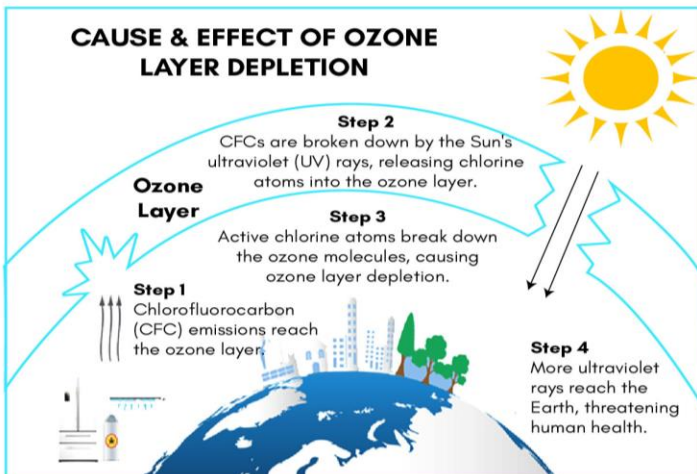 CAUSE & EFFECT OF OZONE
LAYER DEPLETION
Step 2
CFCs are broken down by the Sun's
ultraviolet (UV) rays, releasing chlorine
atoms into the ozone layer.
Ozone
Layer
Step 3
Active chlorine atoms break down
the ozone molecules, causing
ozone layer depletion.
Step 1
Chlorofluorocarbon
(CFC) emissions reach
the ozone layer.
Step 4
More ultraviolet
rays reach the
Earth, threatening
human health.